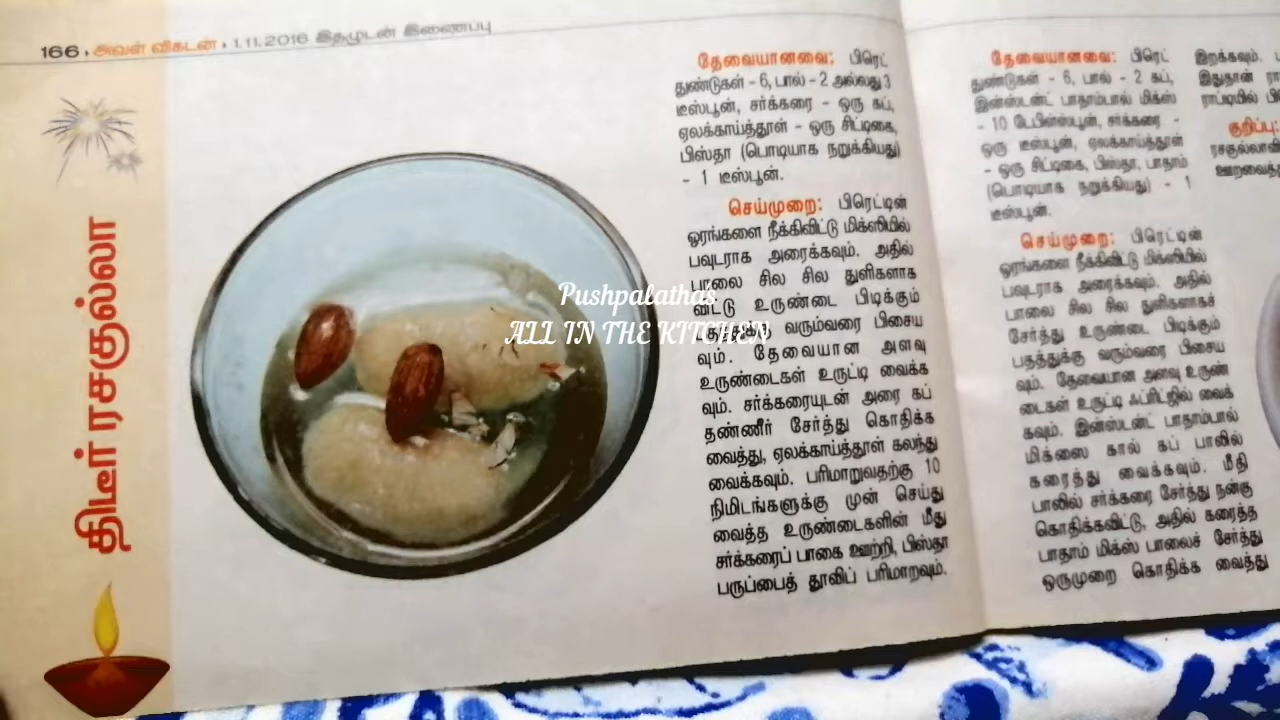 166 • அவள் விகடன் • 1.11.2016 இதழுடன் இணைப்பு
திடீர் ரசகுல்லா
தேவையானவை: பிரெட்
துண்டுகள் - 6, பால் - 2 அல்லது 3
டீஸ்பூன், சர்க்கரை - ஒரு கப்,
ஏலக்காய்த்தூள் - ஒரு சிட்டிகை,
பிஸ்தா (பொடியாக நறுக்கியது)
- 1 டீஸ்பூன்.
செய்முறை: பிரெட்டின்
ஓரங்களை நீக்கிவிட்டு மிக்ஸியில்
பவுடராக அரைக்கவும். அதில்
பாலை சில சில துளிகளாக
விட்டு உருண்டை பிடிக்கும்
வரும்வரை பிசைய
வும். தேவையான அளவு
உருண்டைகள் உருட்டி வைக்க
வும். சர்க்கரையுடன் அரை கப்
தண்ணீர் சேர்த்து கொதிக்க
வைத்து, ஏலக்காய்த்தூள் கலந்து
வைக்கவும். பரிமாறுவதற்கு 10
நிமிடங்களுக்கு முன் செய்து
வைத்த உருண்டைகளின் மீது
சர்க்கரைப் பாகை ஊற்றி, பிஸ்தா
பருப்பைத் தூவிப் பரிமாறவும்.
Pushpalathas
ALL IN THE KITCHEN
தேவையானவை: பிரெட்
துண்டுகள் - 6, பால் - 2 கப்,
இன்ஸ்டன்ட் பாதாம்பால் மிக்ஸ்
- 10 டேபிள்ஸ்பூன், சர்க்கரை -
ஒரு டீஸ்பூன், ஏலக்காய்த்தூள்
- ஒரு சிட்டிகை, பிஸ்தா, பாதாம்
(பொடியாக நறுக்கியது) - 1
டீஸ்பூன்.
செய்முறை: பிரெட்டின்
ஓரங்களை நீக்கிவிட்டு மிக்ஸியில்
பவுடராக அரைக்கவும். அதில்
பாலை சில சில துளிகளாகச்
சேர்த்து உருண்டை பிடிக்கும்
பதத்துக்கு வரும்வரை பிசைய
வும். தேவையான அளவு உருண்
டைகள் உருட்டி ஃப்ரிட்ஜில் வைக்
கவும். இன்ஸ்டன்ட் பாதாம்பால்
மிக்ஸை கால் கப் பாலில்
கரைத்து வைக்கவும். மீதி
பாலில் சர்க்கரை சேர்த்து நன்கு
கொதிக்கவிட்டு, அதில் கரைத்த
பாதாம் மிக்ஸ் பாலைச் சேர்த்து
ஒருமுறை கொதிக்க வைத்து
இறக்கவும்.
இதுதான்
குறிப்பு: